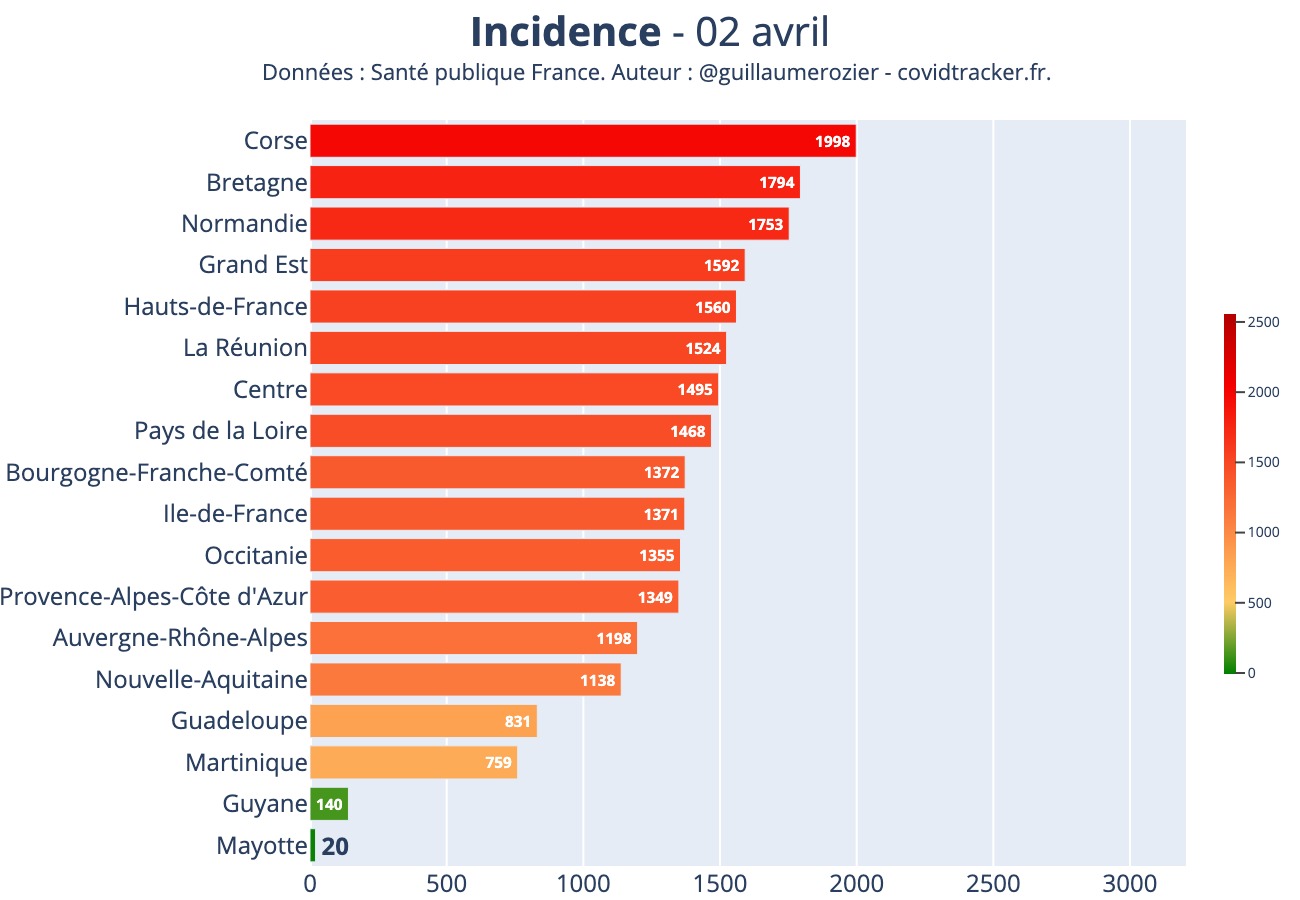 Incidence - 02 avril
Données : Santé publique France. Auteur : @guillaumerozier - covidtracker.fr.
Corse 1998
Bretagne 1794
Normandie 1753
Grand Est 1592
Hauts-de-France 1560
La Réunion 1524
Centre 1495
Pays de la Loire 1468
Bourgogne-Franche-Comté 1372
Ile-de-France 1371
Occitanie 1355
Provence-Alpes-Côte d'Azur 1349
Auvergne-Rhône-Alpes 1198
Nouvelle-Aquitaine 1138
Guadeloupe 831
Martinique 759
Guyane 140
Mayotte 20
0 500 1000 1500 2000 2500 3000
2500
2000
1500
1000
500
0